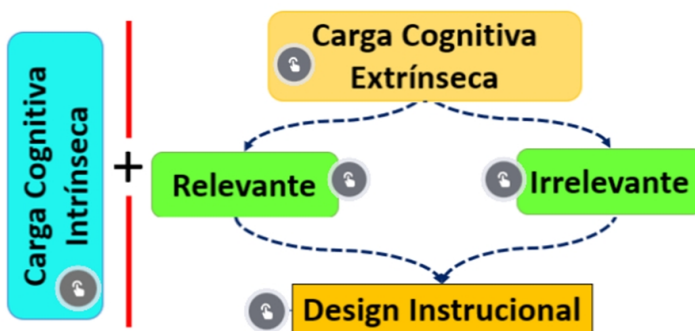 Carga Cognitiva
Intrínseca
+
Carga Cognitiva
Extrínseca
Relevante
Irrelevante
Design Instrucional